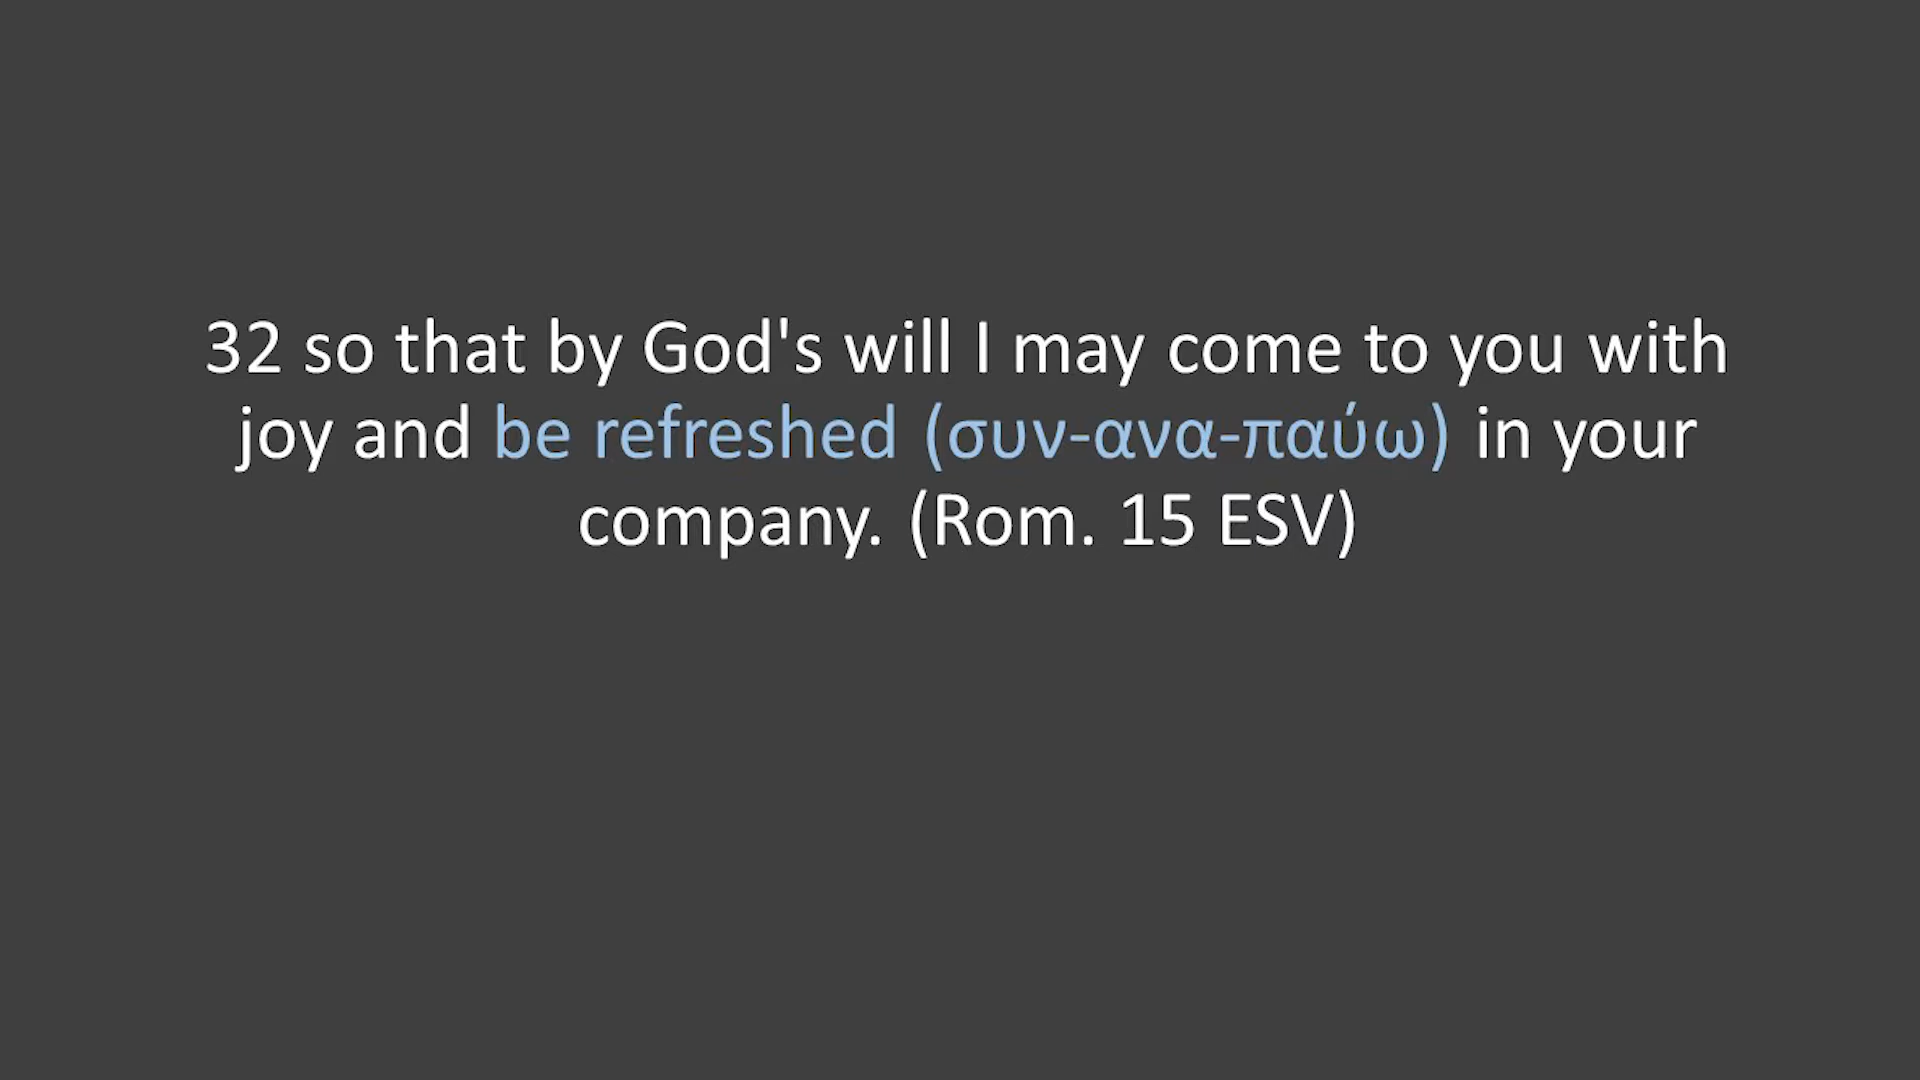 32 so that by God's will I may come to you with
joy and be refreshed (συν-ανα-παύω) in your
company. (Rom. 15 ESV)